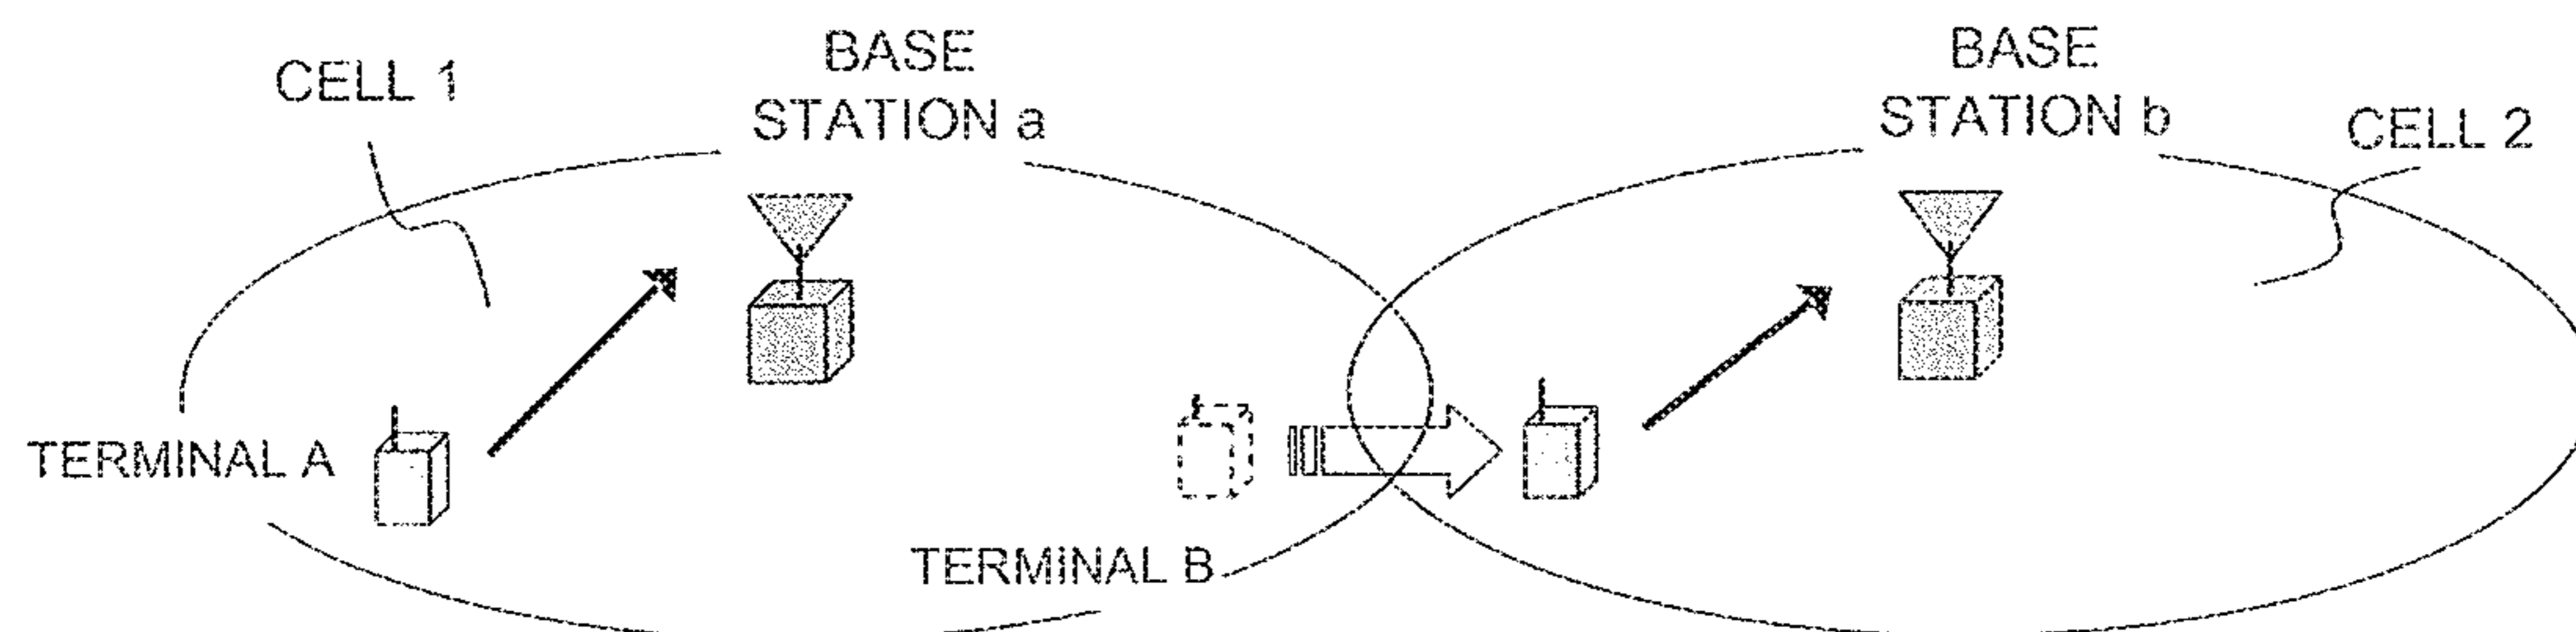 CELL 1
BASE
STATION a
BASE
STATION b
CELL 2
TERMINAL A
TERMINAL B